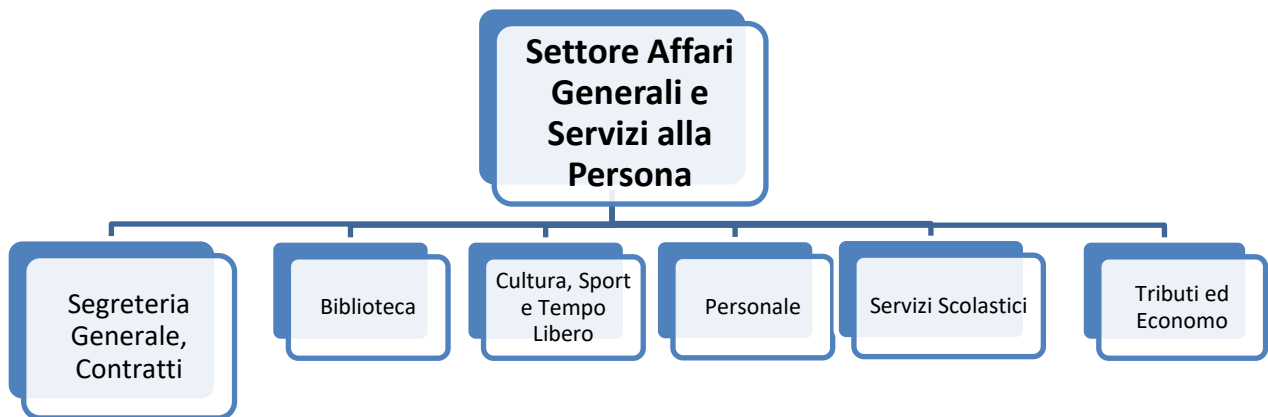 Settore Affari
Generali e
Servizi alla
Persona
Segreteria
Generale,
Contratti
Biblioteca
Cultura, Sport
e Tempo
Libero
Personale
Servizi Scolastici
Tributi ed
Economo